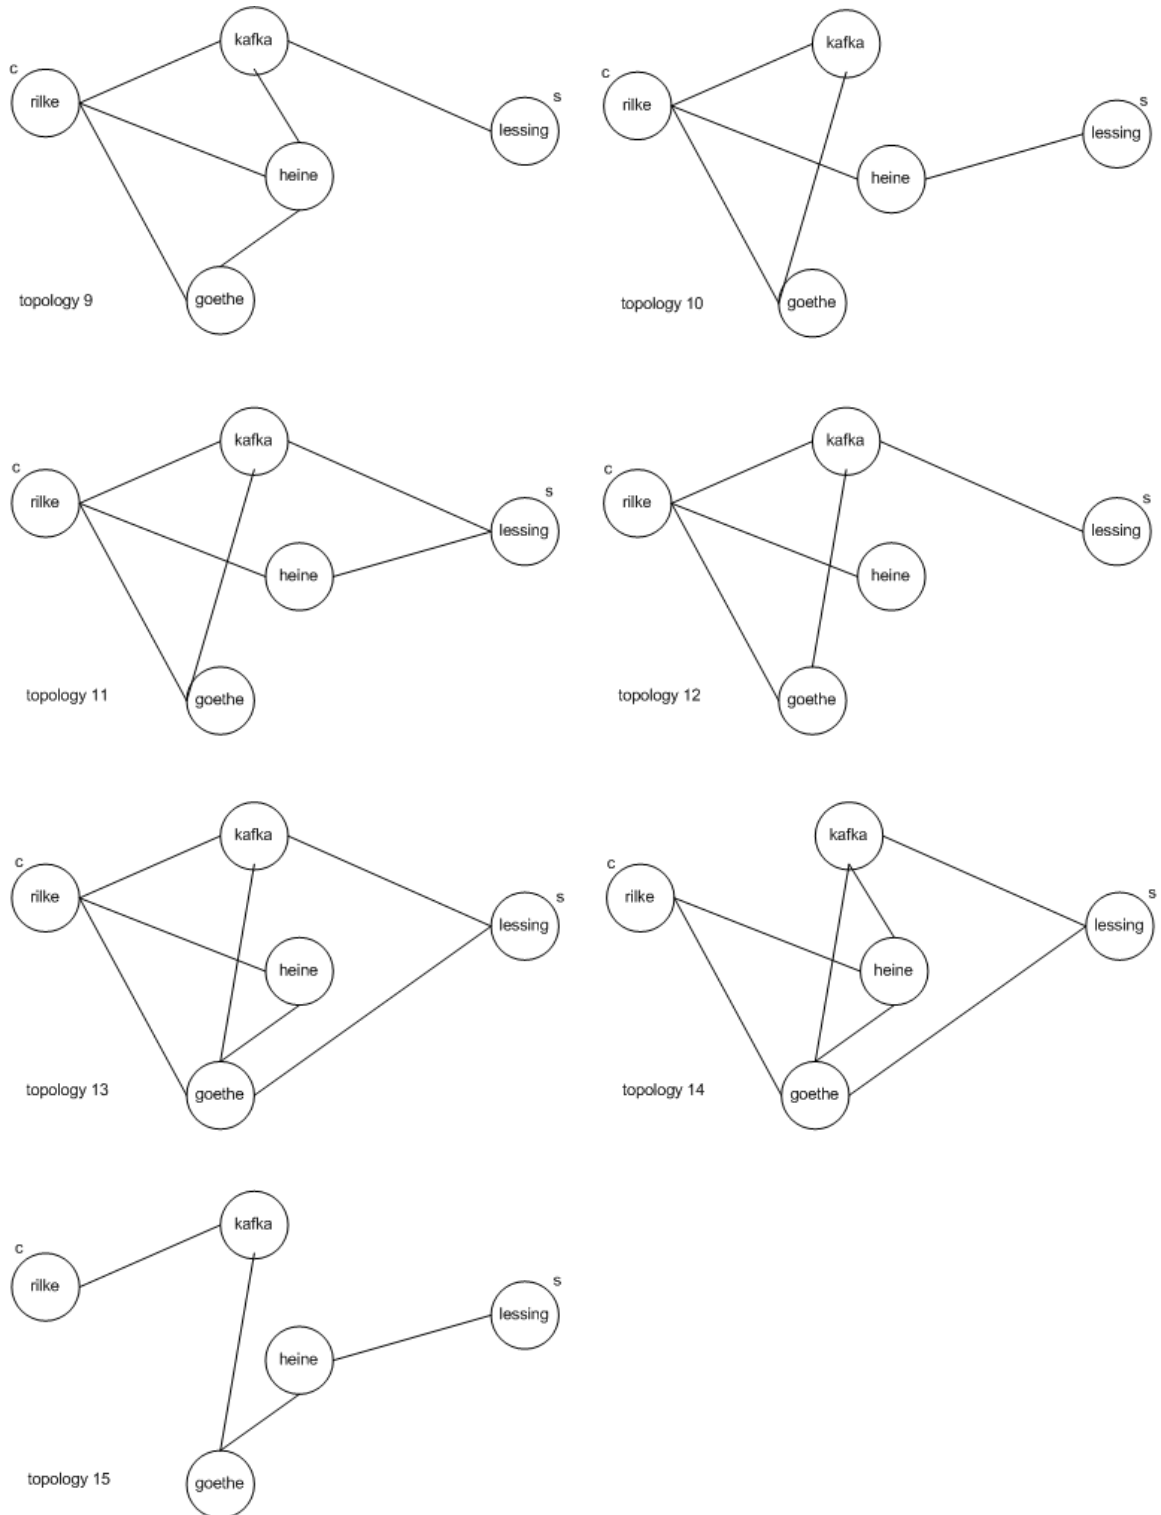 kafka
c
rilke
s
lessing
heine
goethe
topology 9
kafka
c
rilke
s
lessing
heine
goethe
topology 10
kafka
c
rilke
s
lessing
heine
goethe
topology 11
kafka
c
rilke
s
lessing
heine
goethe
topology 12
kafka
c
rilke
s
lessing
heine
goethe
topology 13
kafka
c
rilke
s
lessing
heine
goethe
topology 14
kafka
c
rilke
s
lessing
heine
goethe
topology 15